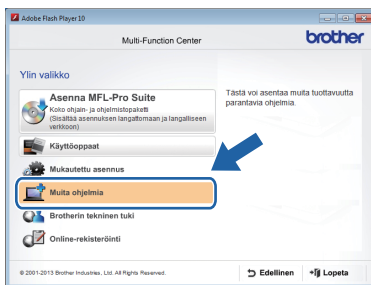 Adobe Flash Player 10
Multi-Function Center
brother
Ylin valikko
Asenna MFL-Pro Suite
Koko ohjain- ja ohjelmistopaketti
(Sisältää asennuksen langattomaan ja langalliseen
verkkoon)
Käyttöoppaat
Mukautettu asennus
Muita ohjelmia
Brotherin tekninen tuki
Online-rekisteröinti
Tästä voi asentaa muita tuottavuutta
parantavia ohjelmia.
© 2001-2013 Brother Industries, Ltd. All Rights Reserved.
Edellinen
Lopeta